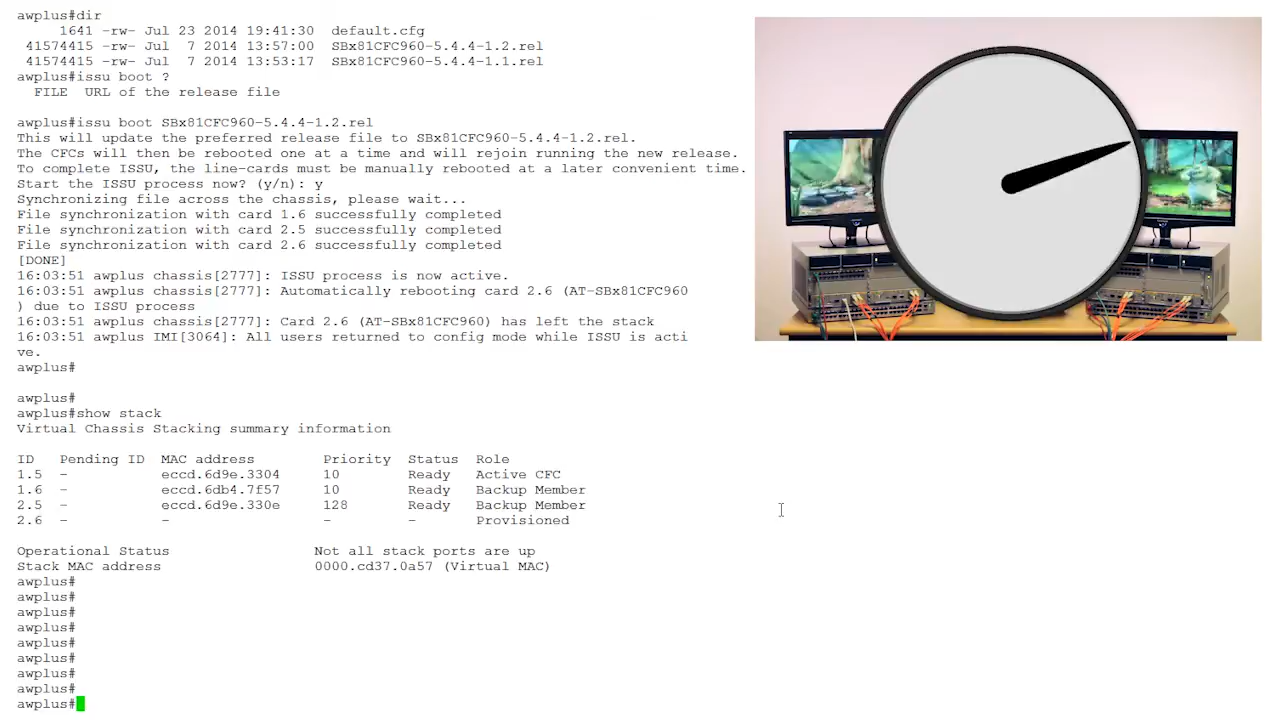 awplus#dir
1641 -rw- Jul 23 2014 19:41:30 default.cfg
41574415 -rw- Jul 7 2014 13:57:00 SBx81CFC960-5.4.4-1.2.rel
41574415 -rw- Jul 7 2014 13:53:17 SBx81CFC960-5.4.4-1.1.rel
awplus#issu boot ?
FILE URL of the release file
awplus#issu boot SBx81CFC960-5.4.4-1.2.rel
This will update the preferred release file to SBx81CFC960-5.4.4-1.2.rel.
The CFCs will then be rebooted one at a time and will rejoin running the new release.
To complete ISSU, the line-cards must be manually rebooted at a later convenient time.
Start the ISSU process now? (y/n): y
Synchronizing file across the chassis, please wait...
File synchronization with card 1.6 successfully completed
File synchronization with card 2.5 successfully completed
File synchronization with card 2.6 successfully completed
[DONE]
16:03:51 awplus chassis[2777]: ISSU process is now active.
16:03:51 awplus chassis[2777]: Automatically rebooting card 2.6 (AT-SBx81CFC960
) due to ISSU process
16:03:51 awplus chassis[2777]: Card 2.6 (AT-SBx81CFC960) has left the stack
16:03:51 awplus IMI[3064]: All users returned to config mode while ISSU is acti
ve.
awplus#
awplus#
awplus#show stack
Virtual Chassis Stacking summary information
ID Pending ID MAC address Priority Status Role
1.5 - eccd.6d9e.3304 10 Ready Active CFC
1.6 - eccd.6db4.7f57 10 Ready Backup Member
2.5 - eccd.6d9e.330e 128 Ready Backup Member
2.6 - - - - Provisioned
Operational Status Not all stack ports are up
Stack MAC address 0000.cd37.0a57 (Virtual MAC)
awplus#
awplus#
awplus#
awplus#
awplus#
awplus#
awplus#
awplus#
awplus#